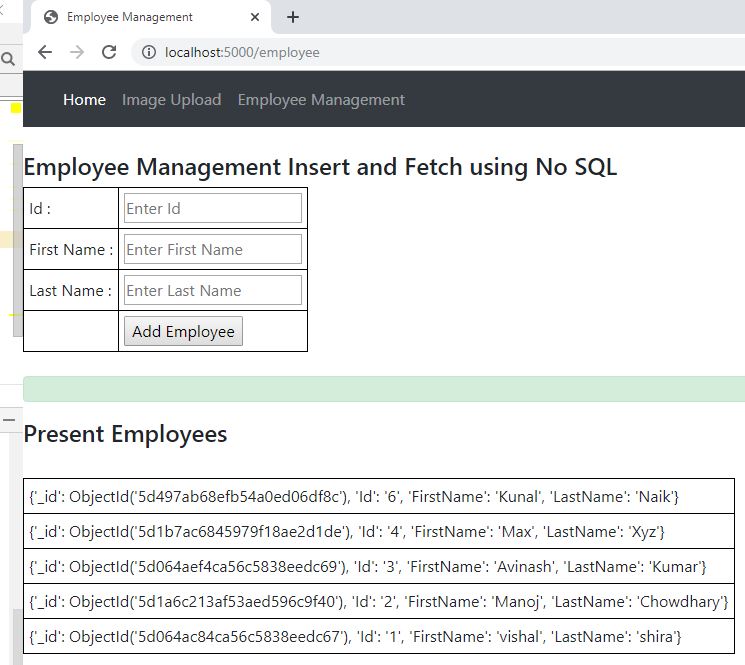 Employee Management
localhost:5000/employee
Home Image Upload Employee Management
Employee Management Insert and Fetch using No SQL
Id : Enter Id
First Name : Enter First Name
Last Name : Enter Last Name
Add Employee
Present Employees
{'_id': ObjectId('5d497ab68efb54a0ed06df8c'), 'Id': '6', 'FirstName': 'Kunal', 'LastName': 'Naik'}
{'_id': ObjectId('5d1b7ac6845979f18ae2d1de'), 'Id': '4', 'FirstName': 'Max', 'LastName': 'Xyz'}
{'_id': ObjectId('5d064aef4ca56c5838eedc69'), 'Id': '3', 'FirstName': 'Avinash', 'LastName': 'Kumar'}
{'_id': ObjectId('5d1a6c213af53aed596c9f40'), 'Id': '2', 'FirstName': 'Manoj', 'LastName': 'Chowdhary'}
{'_id': ObjectId('5d064ac84ca56c5838eedc67'), 'Id': '1', 'FirstName': 'vishal', 'LastName': 'shira'}